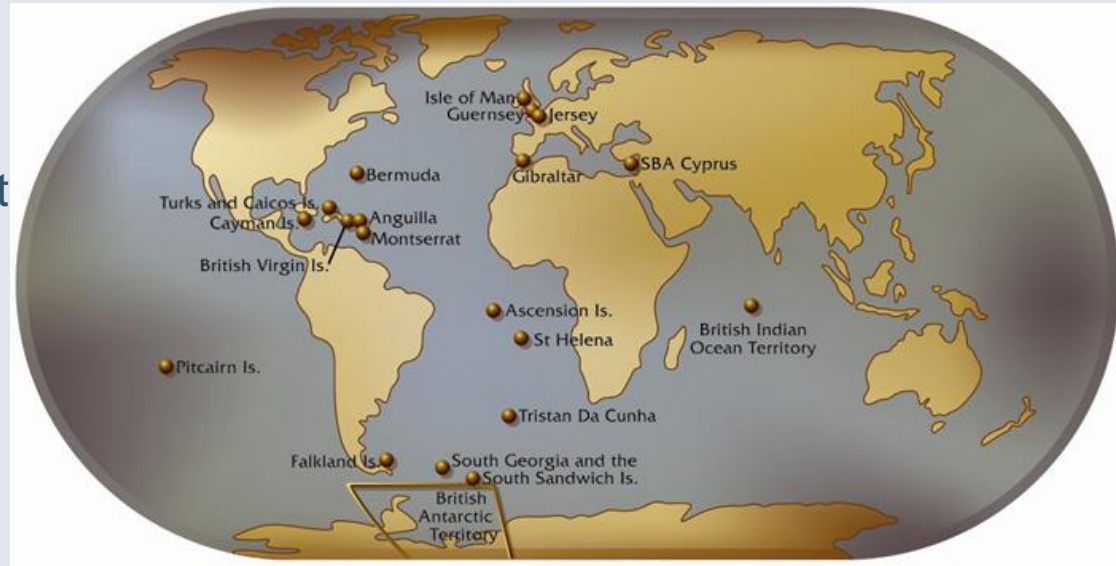 Isle of Man
Guernsey Jersey
Gibraltar
SBA Cyprus
Bermuda
t
Turks and Caicos Is.
Cayman Is.
Anguilla
Montserrat
British Virgin Is.
Ascension Is.
St Helena
British Indian
Ocean Territory
Pitcairn Is.
Tristan Da Cunha
Falkland Is.
South Georgia and the
South Sandwich Is.
British
Antarctic
Territory